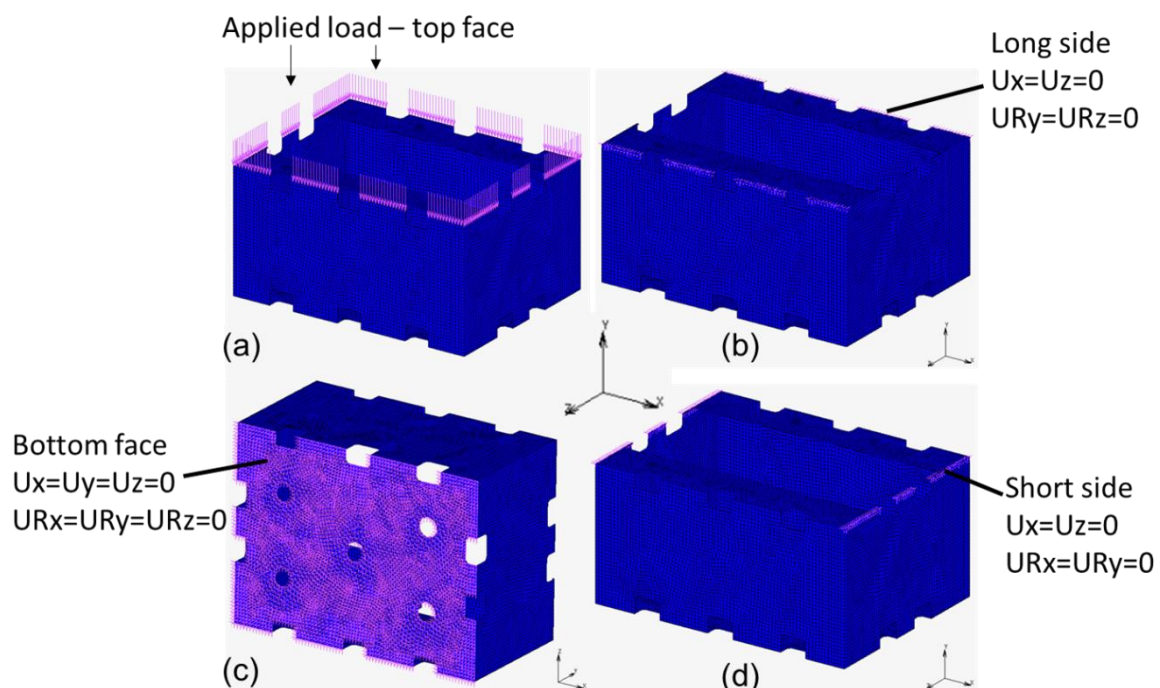 Applied load – top face
Long side
Ux=Uz=0
URy=URz=0
(a)
(b)
Y
Z
X
Y
Z
X
Bottom face
Ux=Uy=Uz=0
URx=URy=URz=0
Short side
Ux=Uz=0
URx=URy=0
(c)
(d)
Z
Y
X
Y
Z
X